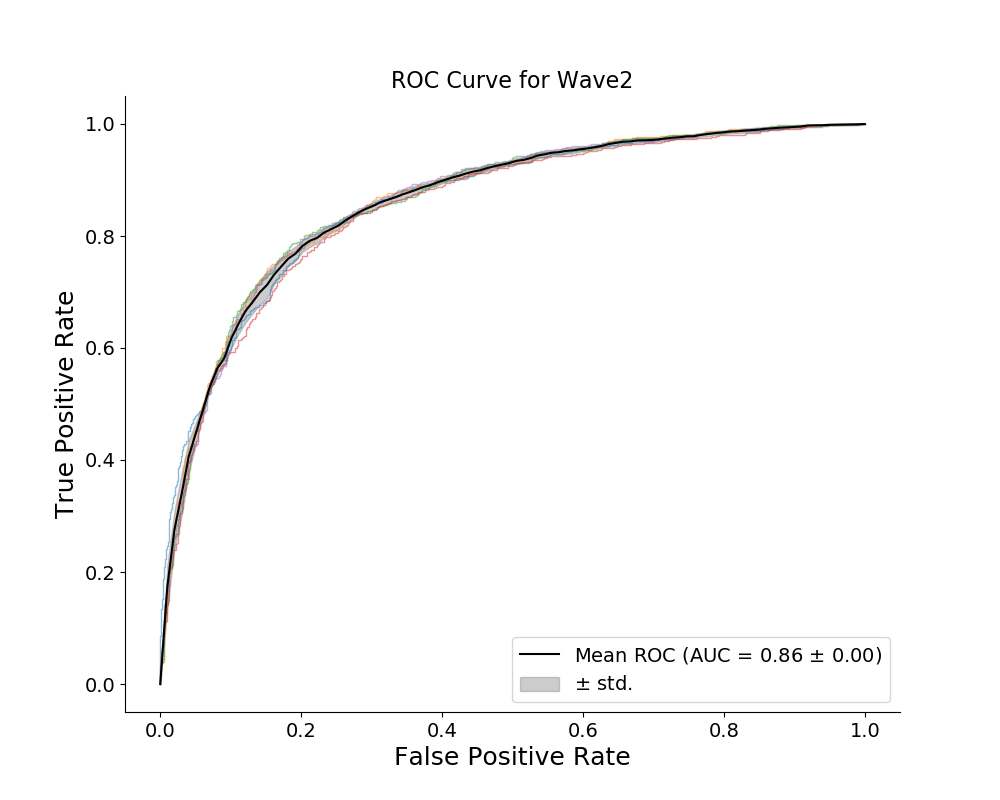 ROC Curve for Wave2
True Positive Rate
1.0
0.8
0.6
0.4
0.2
0.0
Mean ROC (AUC = 0.86 ± 0.00)
± std.
0.0 0.2 0.4 0.6 0.8 1.0
False Positive Rate